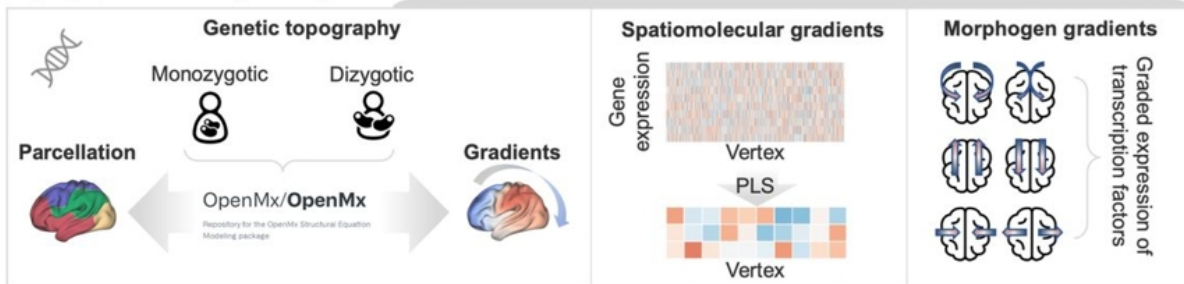 Genetic topography
Monozygotic
Dizygotic
Parcellation
Gradients
OpenMx/OpenMx
Repository for the OpenMx Structural Equation
Modeling package
Spatiomolecular gradients
Gene
expression
Vertex
PLS
Vertex
Morphogen gradients
Graded expression of
transcription factors